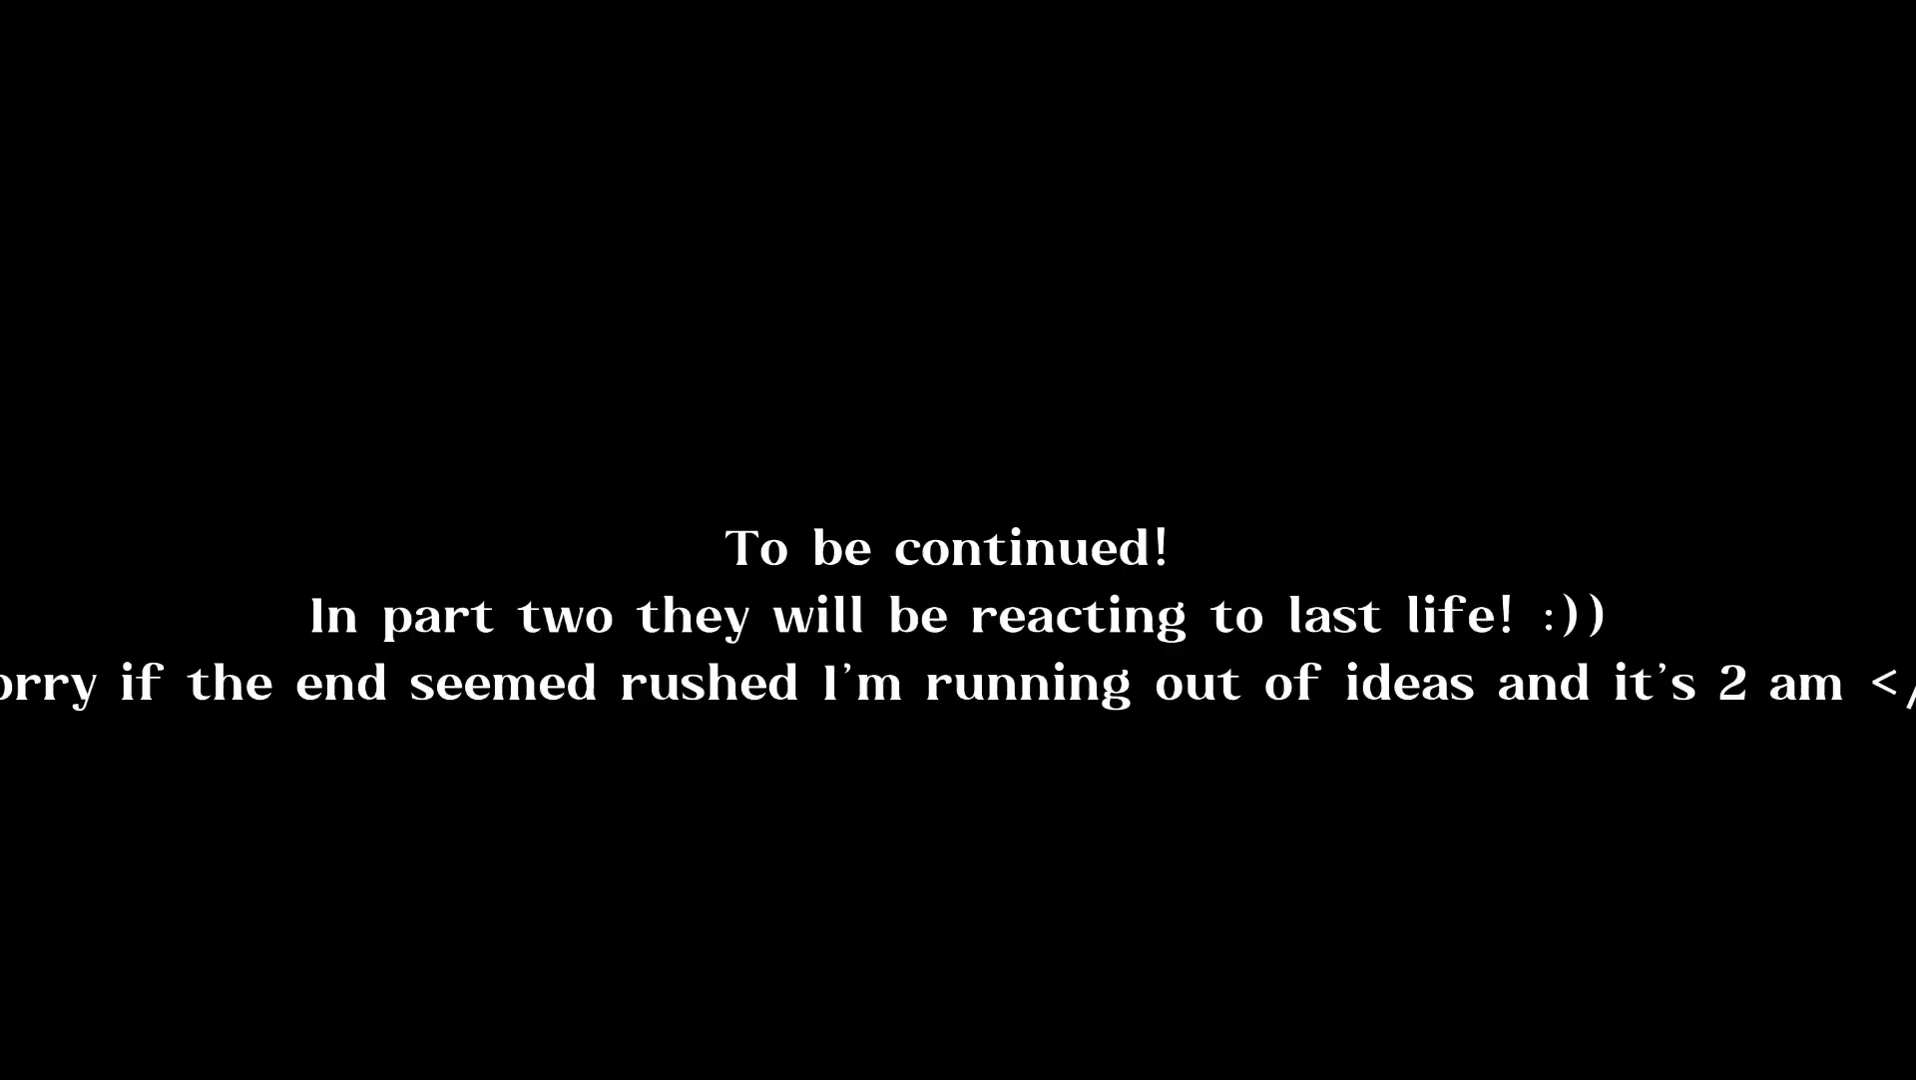 To be continued!
In part two they will be reacting to last life! :))
orry if the end seemed rushed I'm running out of ideas and it's 2 am </